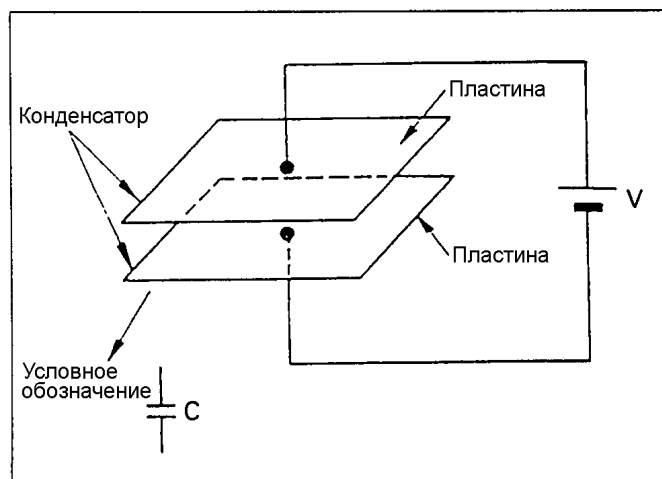 Пластина
Конденсатор
V
Пластина
Условное
обозначение
C